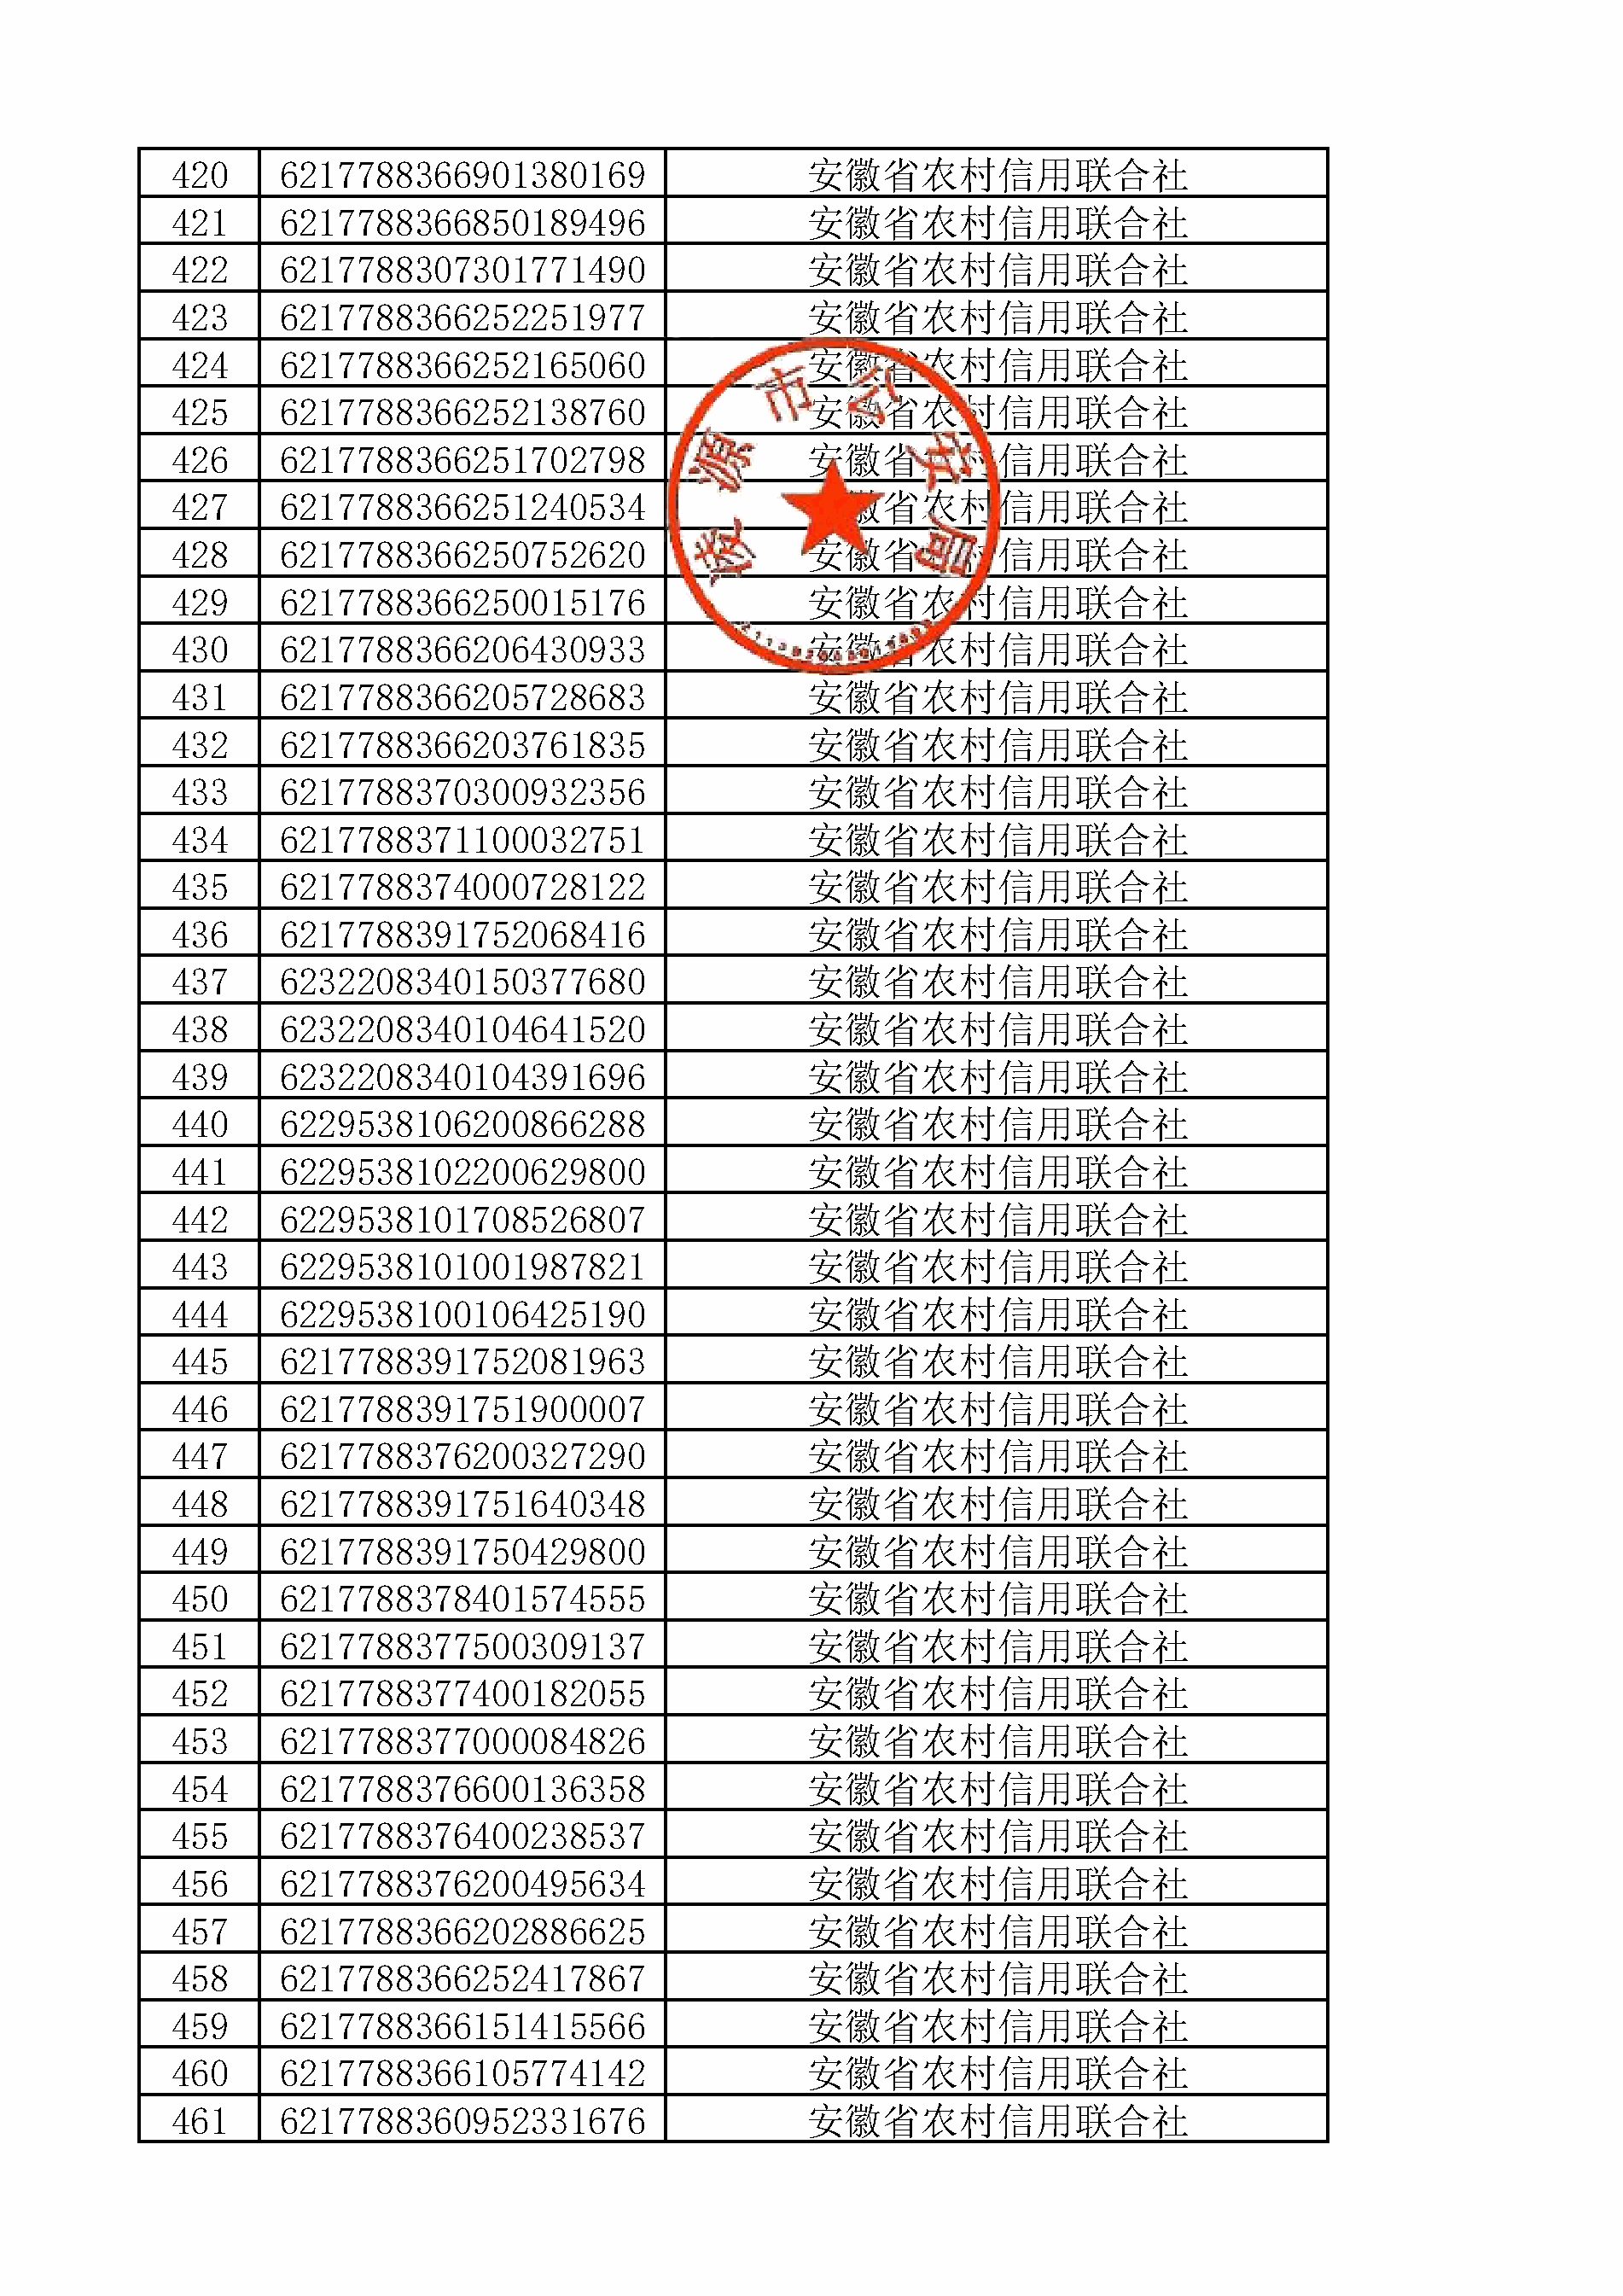 420 6217788366901380169 安徽省农村信用联合社
421 6217788366850189496 安徽省农村信用联合社
422 6217788307301771490 安徽省农村信用联合社
423 6217788366252251977 安徽省农村信用联合社
424 6217788366252165060 安徽省农村信用联合社
425 6217788366252138760 安徽省农村信用联合社
426 6217788366251702798 安徽省农村信用联合社
427 6217788366251240534 安徽省农村信用联合社
428 6217788366250752620 安徽省农村信用联合社
429 6217788366250015176 安徽省农村信用联合社
430 6217788366206430933 安徽省农村信用联合社
431 6217788366205728683 安徽省农村信用联合社
432 6217788366203761835 安徽省农村信用联合社
433 6217788370300932356 安徽省农村信用联合社
434 6217788371100032751 安徽省农村信用联合社
435 6217788374000728122 安徽省农村信用联合社
436 6217788391752068416 安徽省农村信用联合社
437 6232208340150377680 安徽省农村信用联合社
438 6232208340104641520 安徽省农村信用联合社
439 6232208340104391696 安徽省农村信用联合社
440 6229538106200866288 安徽省农村信用联合社
441 6229538102200629800 安徽省农村信用联合社
442 6229538101708526807 安徽省农村信用联合社
443 6229538101001987821 安徽省农村信用联合社
444 6229538100106425190 安徽省农村信用联合社
445 6217788391752081963 安徽省农村信用联合社
446 6217788391751900007 安徽省农村信用联合社
447 6217788376200327290 安徽省农村信用联合社
448 6217788391751640348 安徽省农村信用联合社
449 6217788391750429800 安徽省农村信用联合社
450 6217788378401574555 安徽省农村信用联合社
451 6217788377500309137 安徽省农村信用联合社
452 6217788377400182055 安徽省农村信用联合社
453 6217788377000084826 安徽省农村信用联合社
454 6217788376600136358 安徽省农村信用联合社
455 6217788376400238537 安徽省农村信用联合社
456 6217788376200495634 安徽省农村信用联合社
457 6217788366202886625 安徽省农村信用联合社
458 6217788366252417867 安徽省农村信用联合社
459 6217788366151415566 安徽省农村信用联合社
460 6217788366105774142 安徽省农村信用联合社
461 6217788360952331676 安徽省农村信用联合社
凌源市公安局